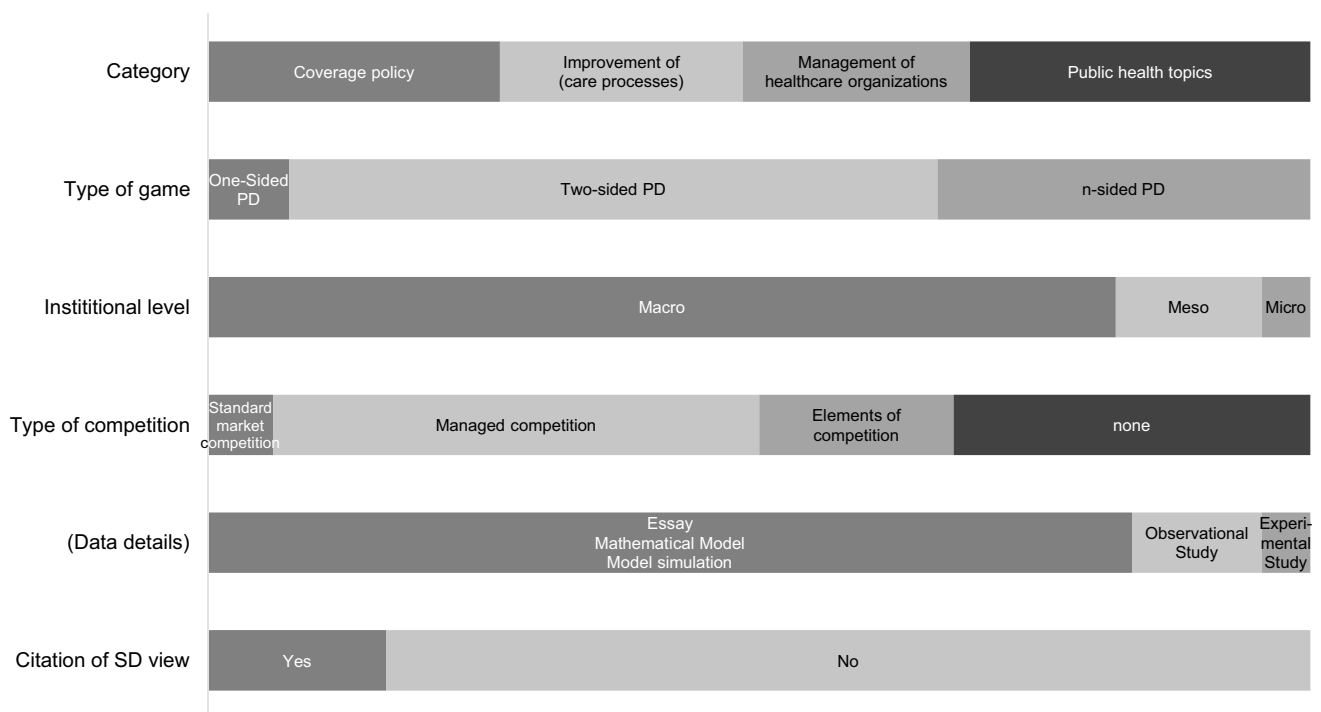 Category
Coverage policy
Improvement of
(care processes)
Management of
healthcare organizations
Public health topics
Type of game
One-Sided
PD
Two-sided PD
n-sided PD
Instititional level
Macro
Meso
Micro
Type of competition
Standard
market
competition
Managed competition
Elements of
competition
none
(Data details)
Essay
Mathematical Model
Model simulation
Observational
Study
Experi-
mental
Study
Citation of SD view
Yes
No